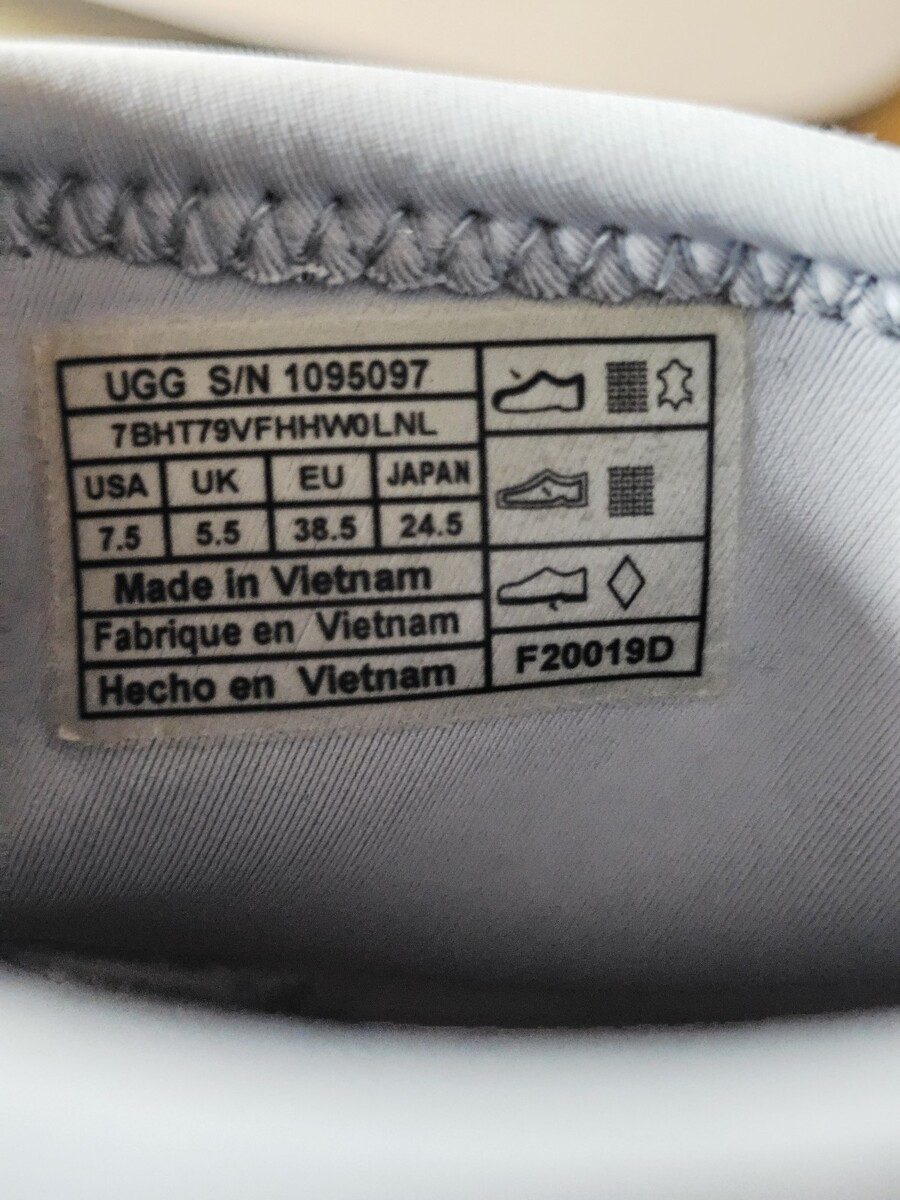 UGG S/N 1095097
7BHT79VFHHW0LNL
USA UK EU JAPAN
7.5 5.5 38.5 24.5
Made in Vietnam
Fabrique en Vietnam
Hecho en Vietnam
F20019D